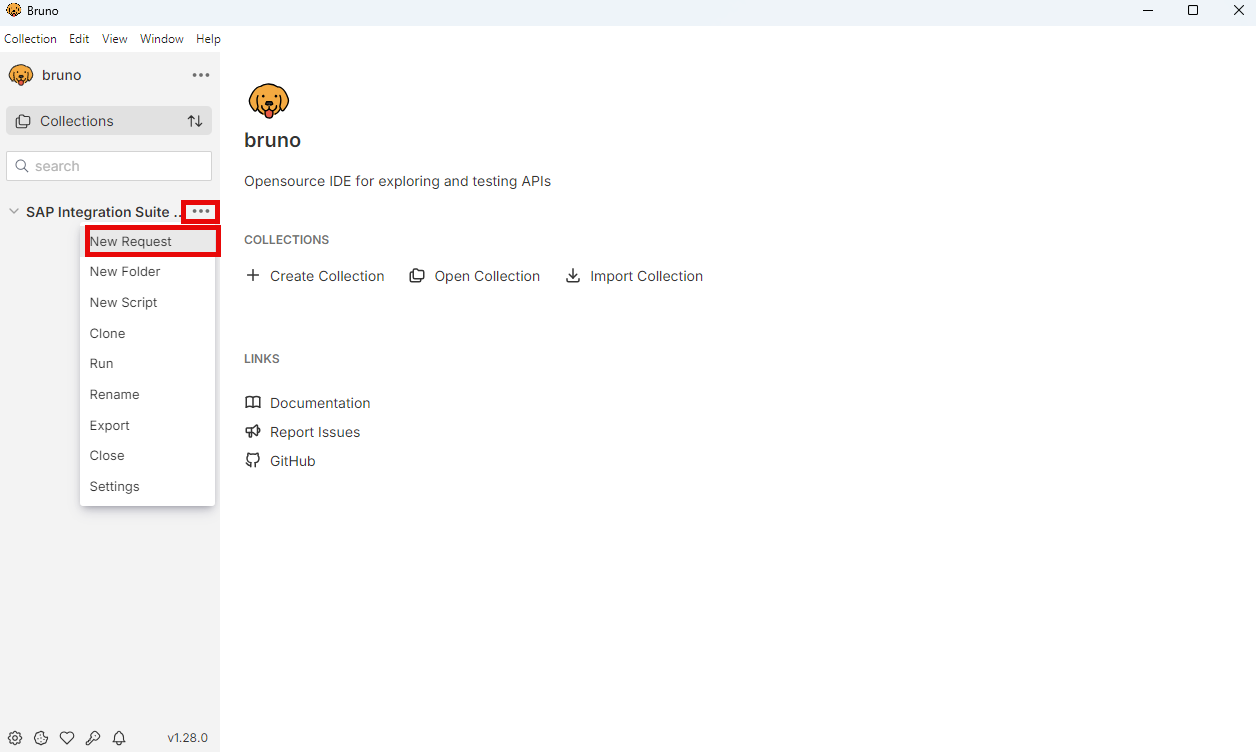 Bruno
Collection Edit View Window Help
bruno
Collections
search
SAP Integration Suite ..
New Request
New Folder
New Script
Clone
Run
Rename
Export
Close
Settings
v1.28.0
bruno
Opensource IDE for exploring and testing APIs
COLLECTIONS
Create Collection Open Collection Import Collection
LINKS
Documentation
Report Issues
GitHub